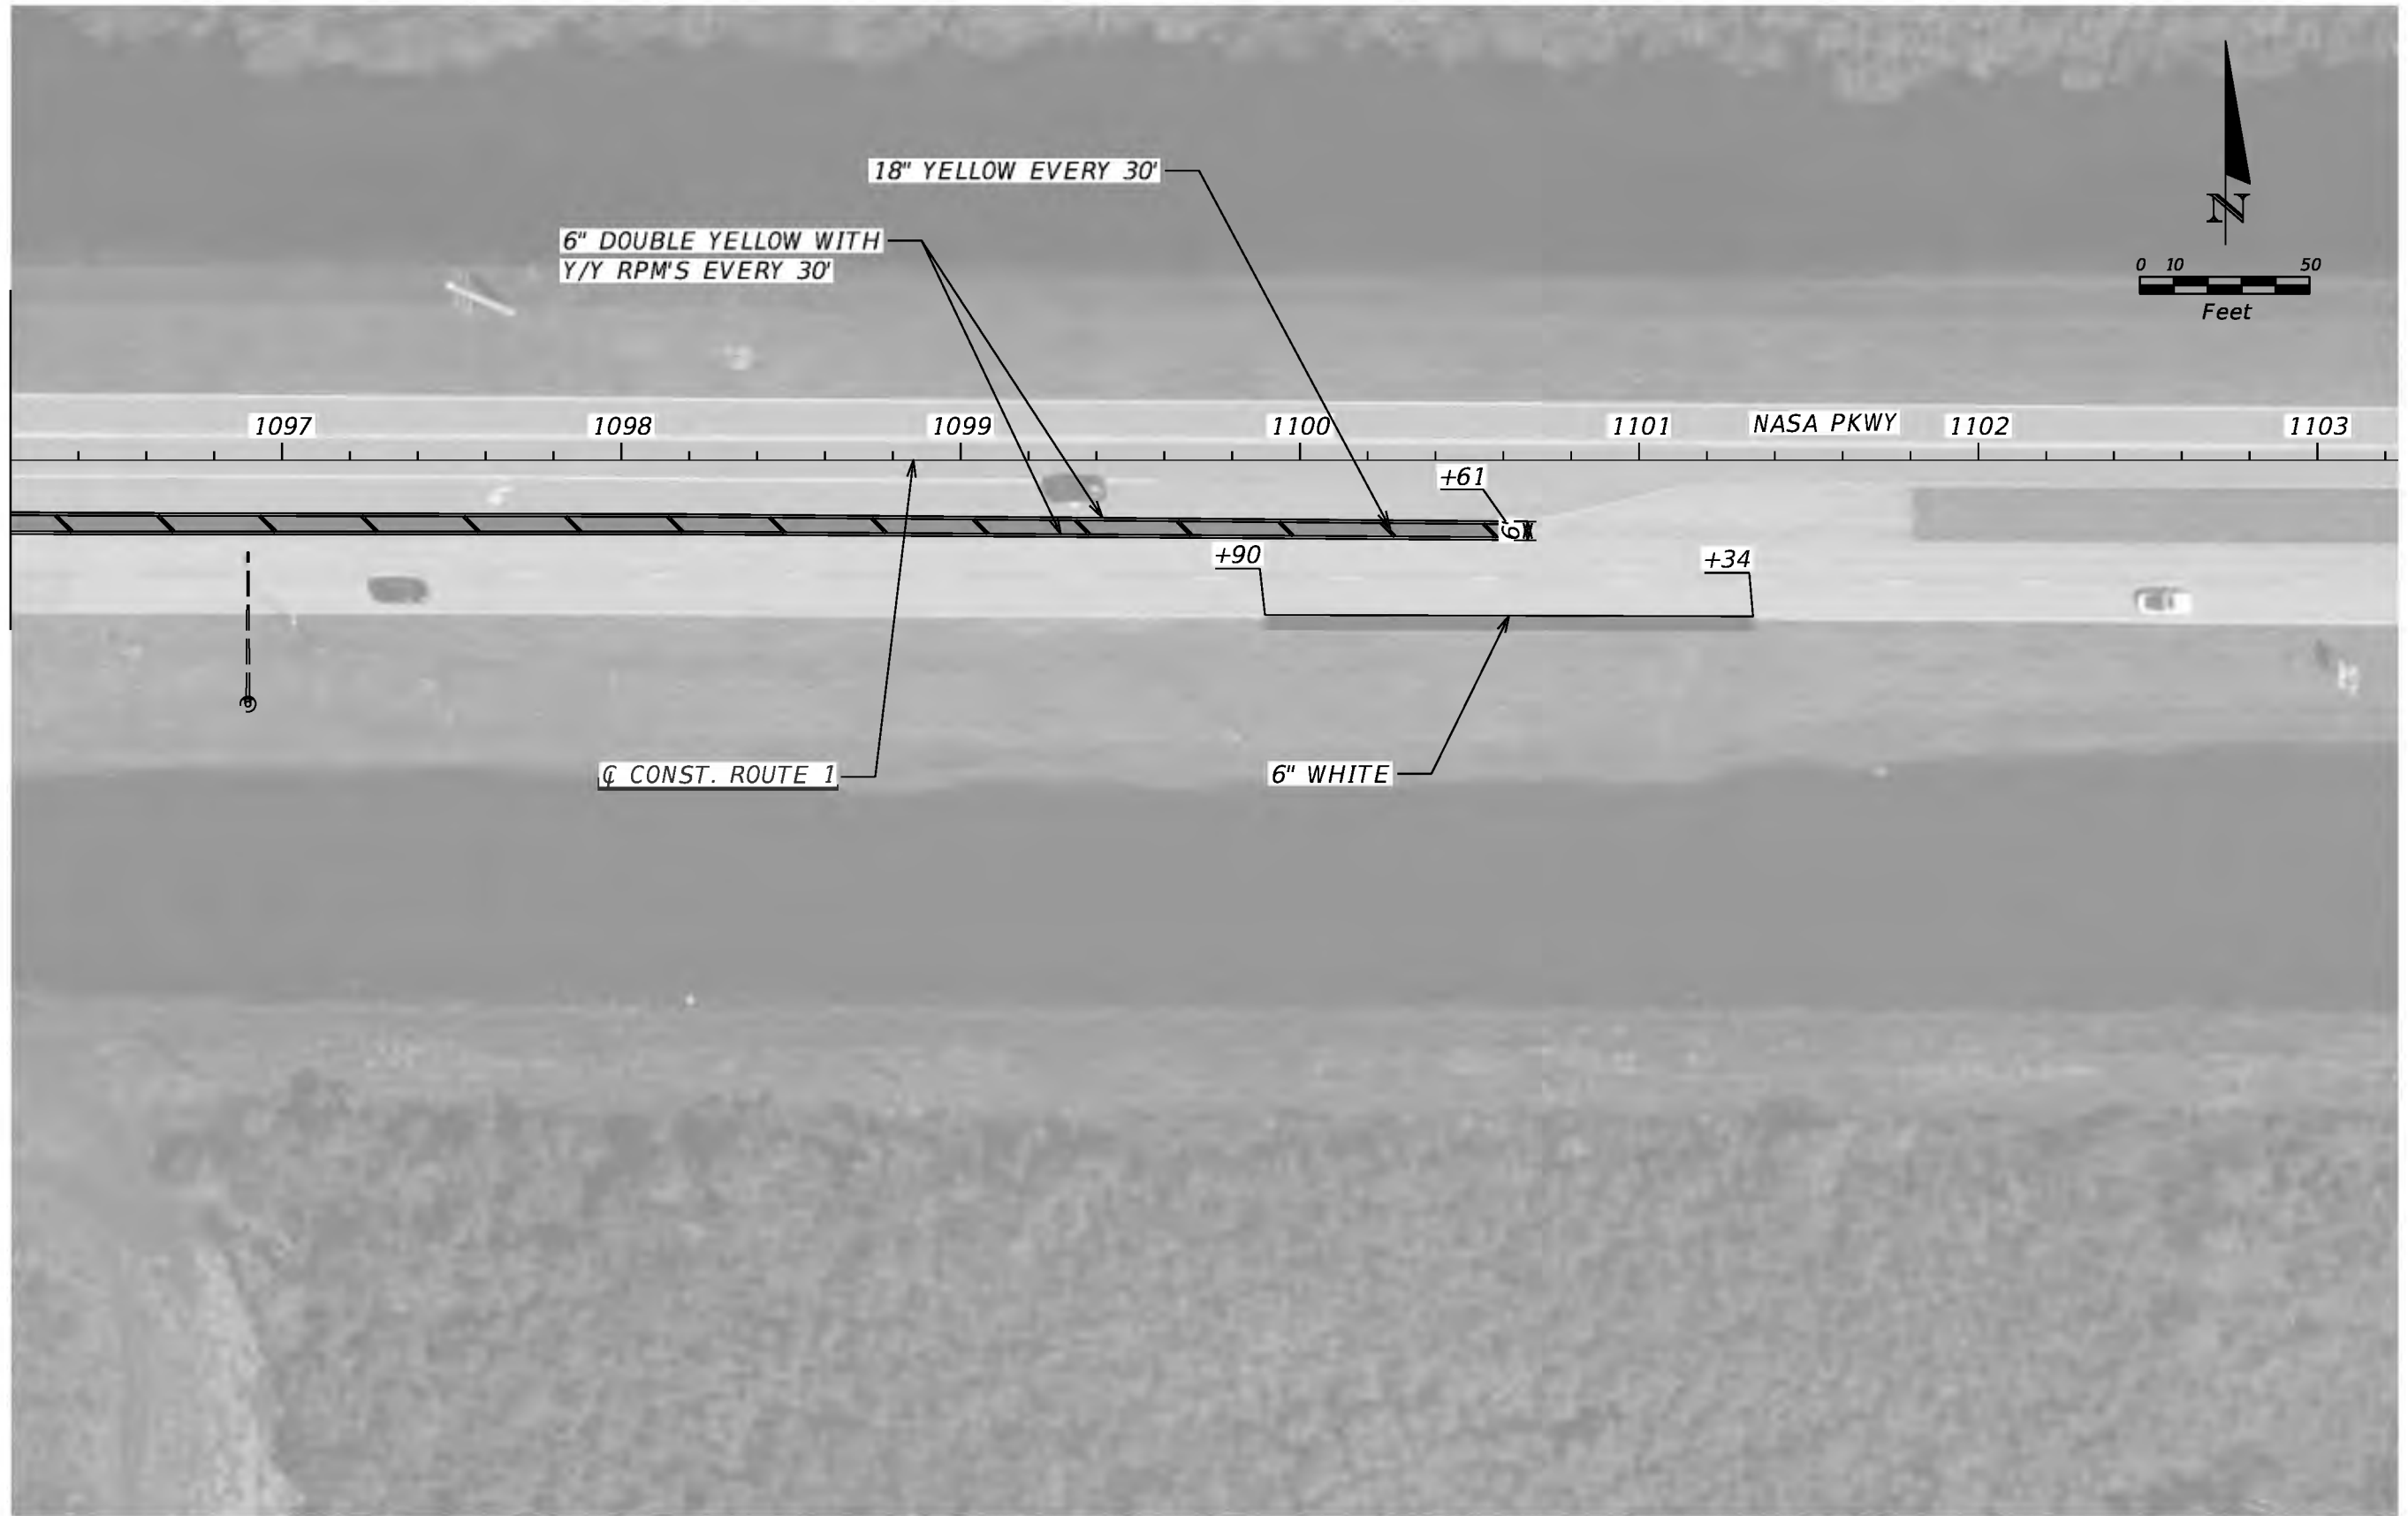 18" YELLOW EVERY 30'
6" DOUBLE YELLOW WITH
Y/Y RPM'S EVERY 30'
N
0 10 50
Feet
1097 1098 1099 1100 1101 NASA PKWY 1102 1103
+61
6'
+90
+34
℄ CONST. ROUTE 1
6" WHITE